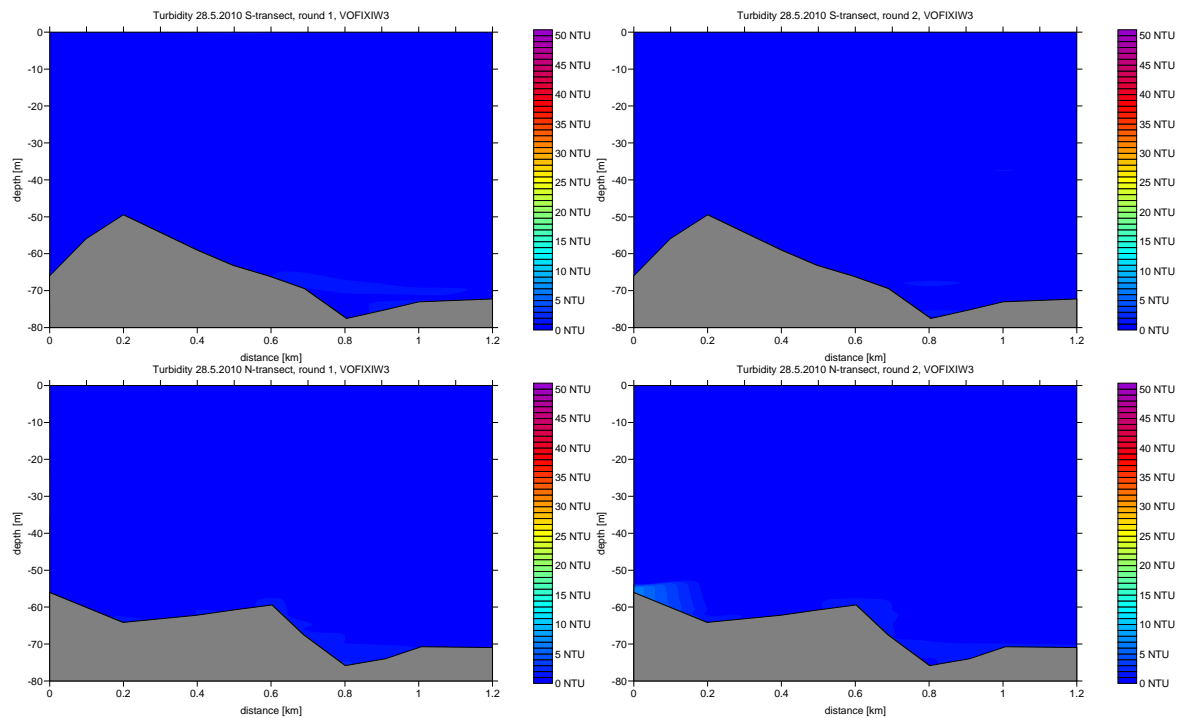 Turbidity 28.5.2010 S-transect, round 1, VOFIXIW3
0
-10
-20
-30
-40
-50
-60
-70
-80
depth [m]
0 0.2 0.4 0.6 0.8 1 1.2
distance [km]
50 NTU
45 NTU
40 NTU
35 NTU
30 NTU
25 NTU
20 NTU
15 NTU
10 NTU
5 NTU
0 NTU
Turbidity 28.5.2010 S-transect, round 2, VOFIXIW3
0
-10
-20
-30
-40
-50
-60
-70
-80
depth [m]
0 0.2 0.4 0.6 0.8 1 1.2
distance [km]
50 NTU
45 NTU
40 NTU
35 NTU
30 NTU
25 NTU
20 NTU
15 NTU
10 NTU
5 NTU
0 NTU
Turbidity 28.5.2010 N-transect, round 1, VOFIXIW3
0
-10
-20
-30
-40
-50
-60
-70
-80
depth [m]
0 0.2 0.4 0.6 0.8 1 1.2
distance [km]
50 NTU
45 NTU
40 NTU
35 NTU
30 NTU
25 NTU
20 NTU
15 NTU
10 NTU
5 NTU
0 NTU
Turbidity 28.5.2010 N-transect, round 2, VOFIXIW3
0
-10
-20
-30
-40
-50
-60
-70
-80
depth [m]
0 0.2 0.4 0.6 0.8 1 1.2
distance [km]
50 NTU
45 NTU
40 NTU
35 NTU
30 NTU
25 NTU
20 NTU
15 NTU
10 NTU
5 NTU
0 NTU